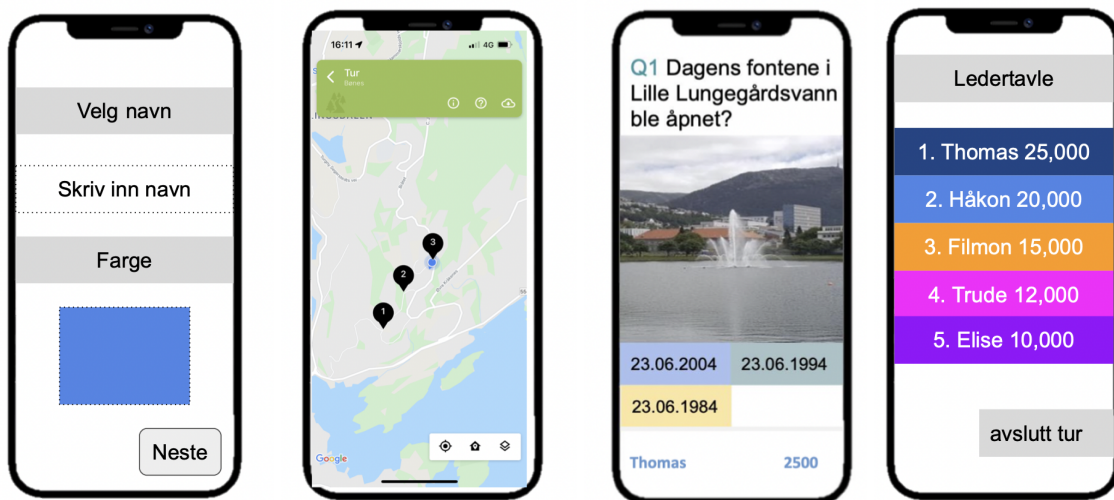 Velg navn
Skriv inn navn
Farge
Neste
16:11
4G
Tur
Bønes
1
2
3
Google
Q1 Dagens fontene i
Lille Lungegårdsvann
ble åpnet?
23.06.2004
23.06.1994
23.06.1984
Thomas
2500
Ledertavle
1. Thomas 25,000
2. Håkon 20,000
3. Filmon 15,000
4. Trude 12,000
5. Elise 10,000
avslutt tur